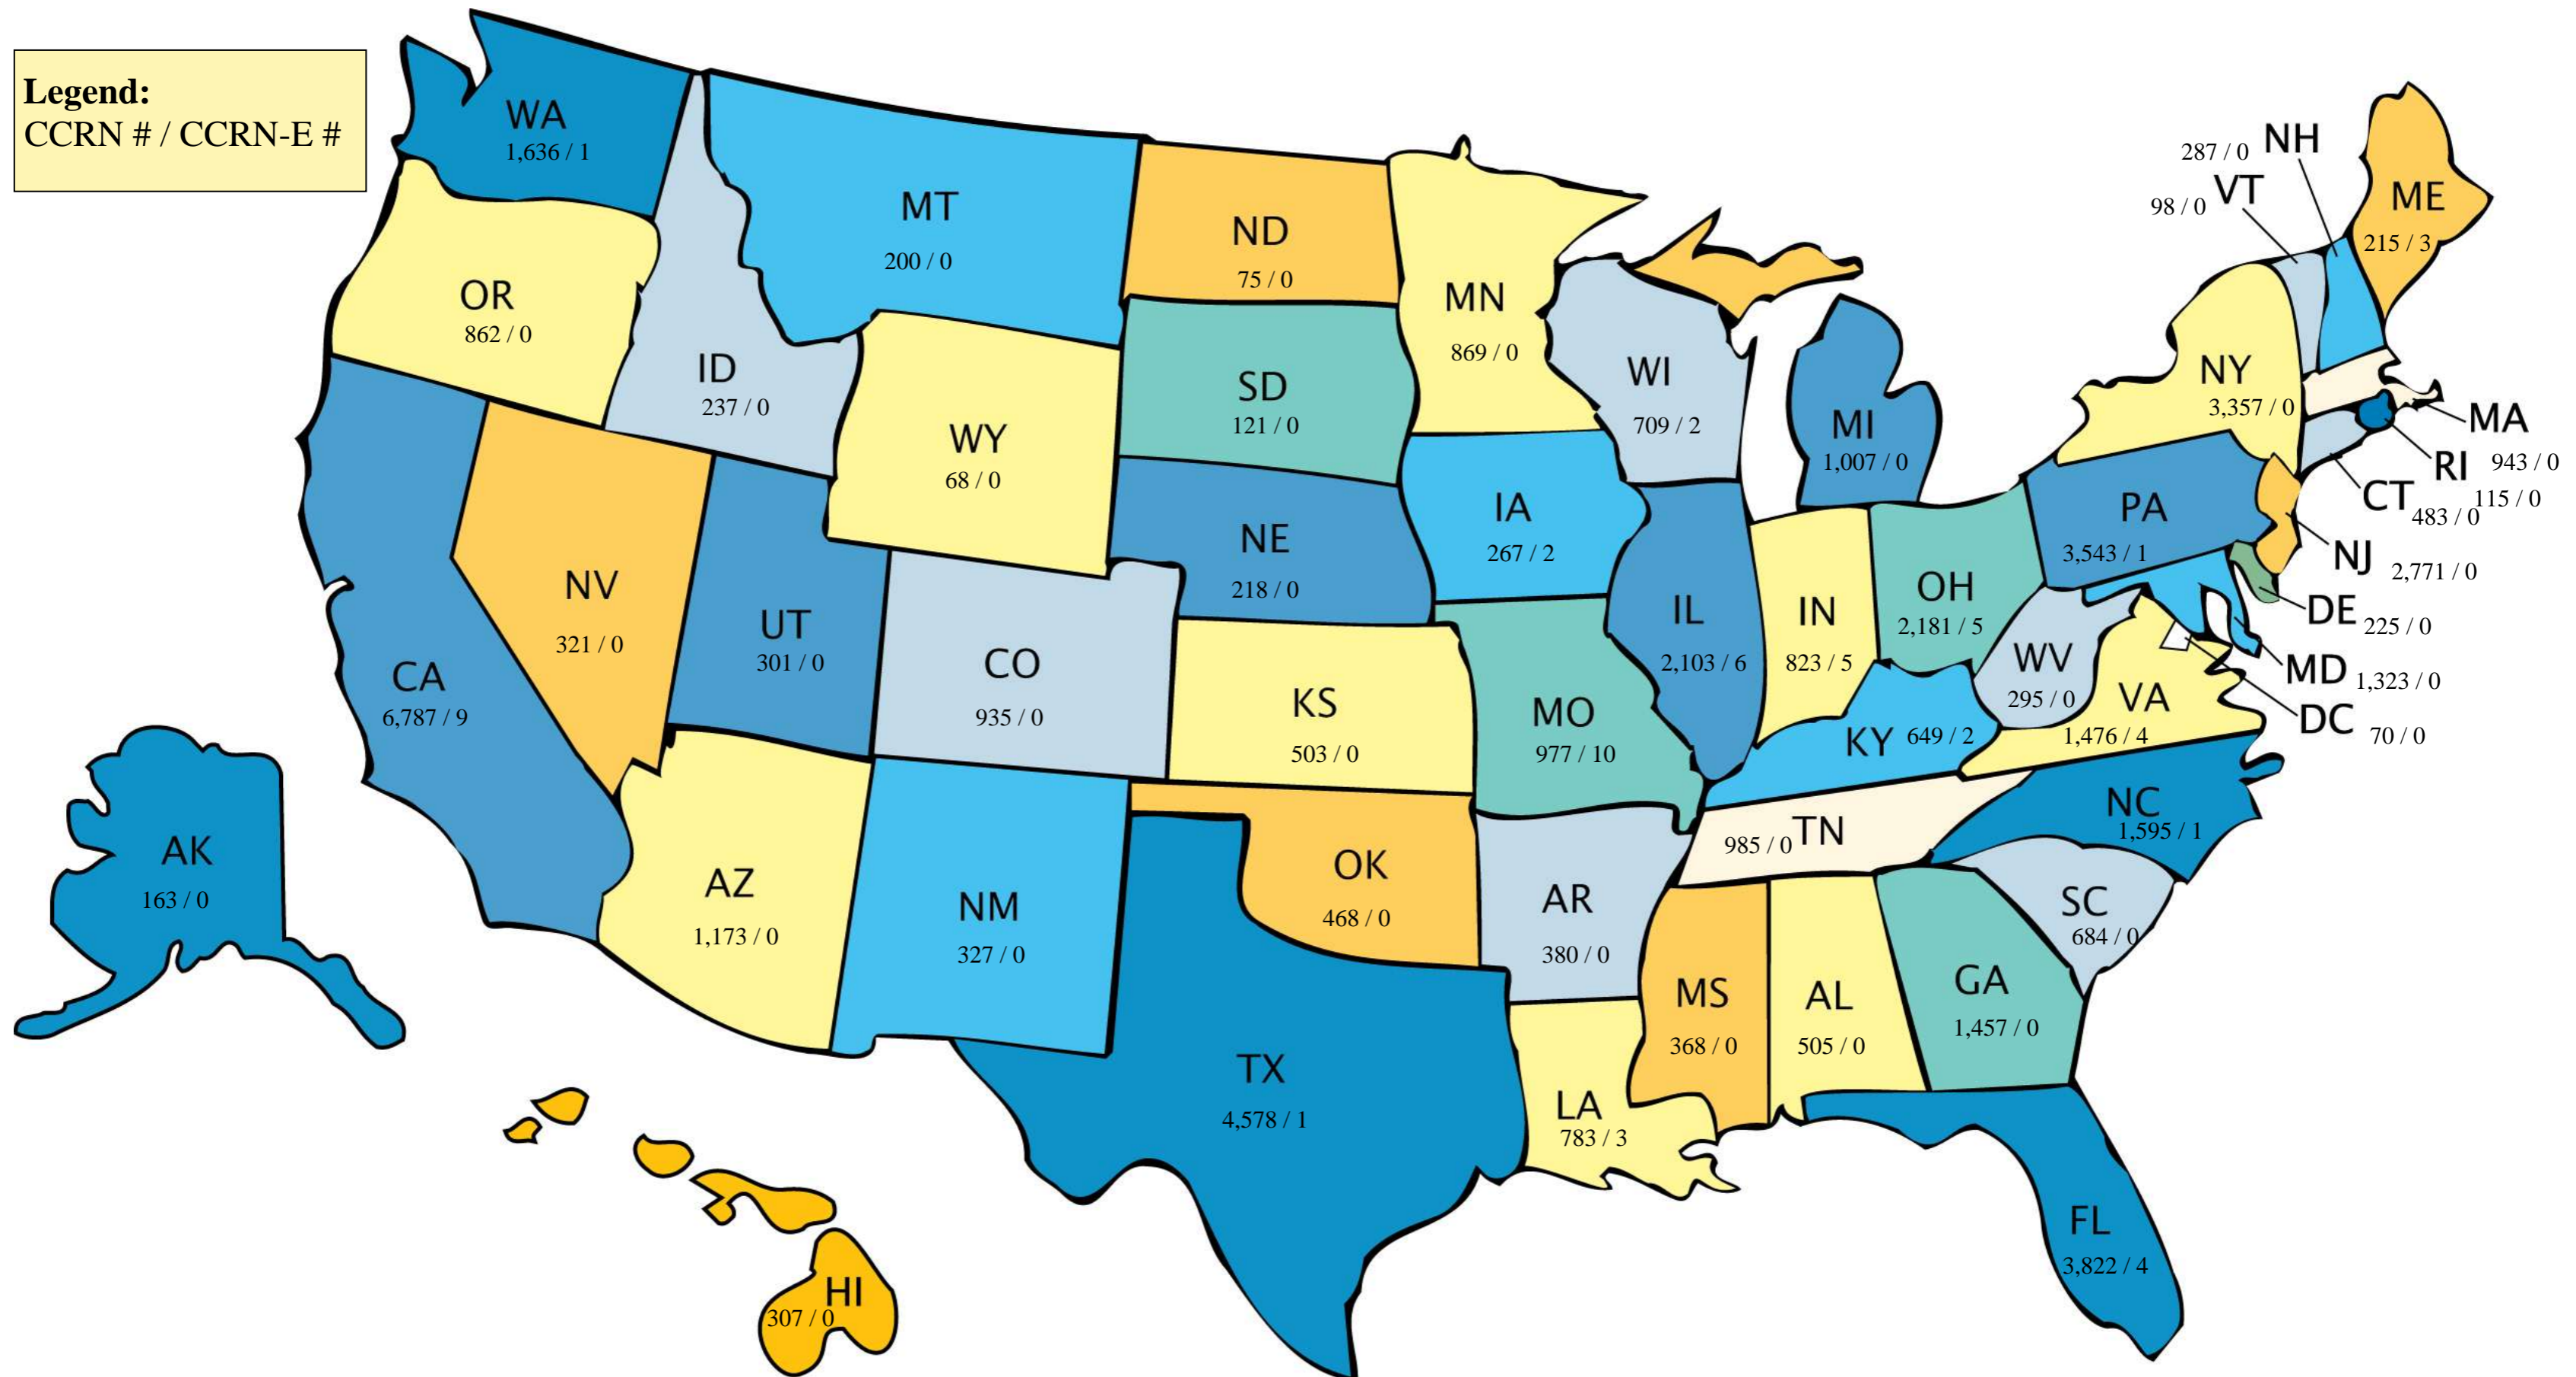 Legend:
CCRN # / CCRN-E #
WA
1,636 / 1
OR
862 / 0
CA
6,787 / 9
NV
321 / 0
ID
237 / 0
MT
200 / 0
WY
68 / 0
UT
301 / 0
AZ
1,173 / 0
CO
935 / 0
NM
327 / 0
ND
75 / 0
SD
121 / 0
NE
218 / 0
KS
503 / 0
OK
468 / 0
TX
4,578 / 1
MN
869 / 0
IA
267 / 2
MO
977 / 10
AR
380 / 0
LA
783 / 3
WI
709 / 2
IL
2,103 / 6
MI
1,007 / 0
IN
823 / 5
OH
2,181 / 5
KY 649 / 2
985 / 0 TN
MS
368 / 0
AL
505 / 0
GA
1,457 / 0
FL
3,822 / 4
SC
684 / 0
NC
1,595 / 1
VA
1,476 / 4
WV
295 / 0
PA
3,543 / 1
NY
3,357 / 0
287 / 0 NH
98 / 0 VT
ME
215 / 3
MA
943 / 0
RI
115 / 0
CT 483 / 0
NJ 2,771 / 0
DE 225 / 0
MD 1,323 / 0
DC 70 / 0
AK
163 / 0
HI
307 / 0